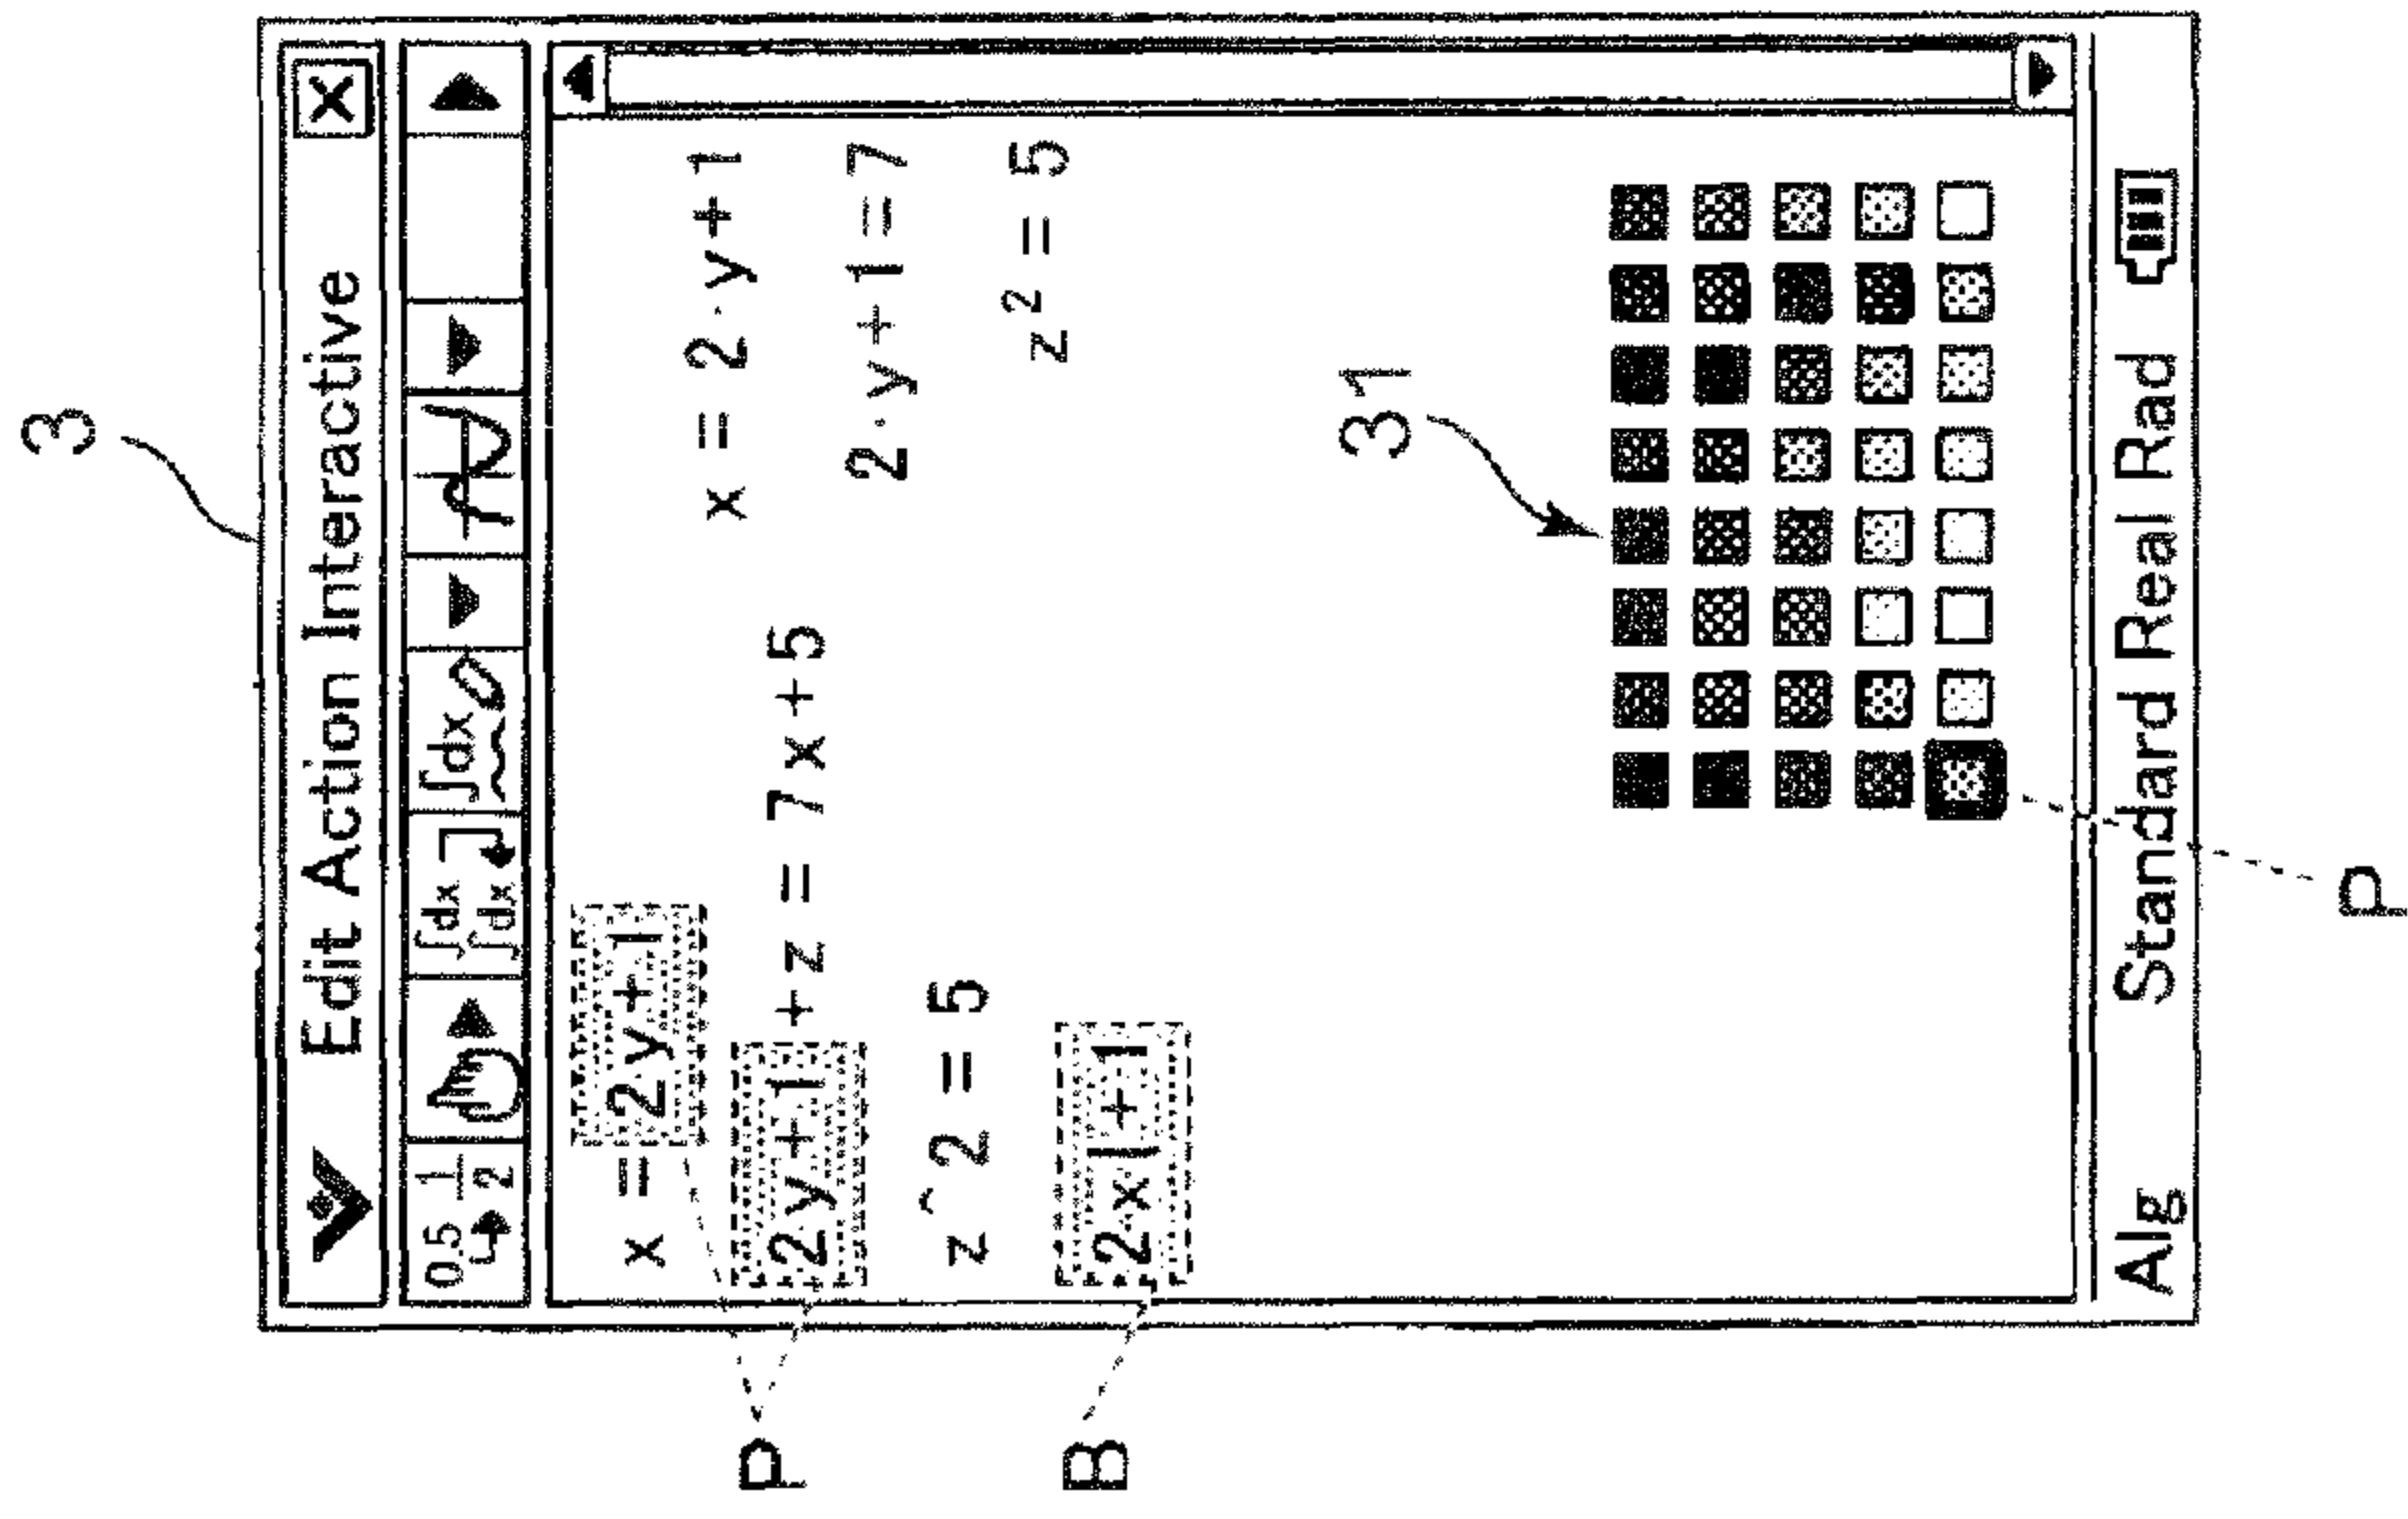 3
Edit Action Interactive X
0.5 1 2 ∫dx ∫dx ∫dx
x =2y+1
x = 2·y+1
P 2y+1+z = 7x+5
2·y+1=7
z^2 = 5
z² = 5
B 2x+1
31
Alg Standard Real Rad
P